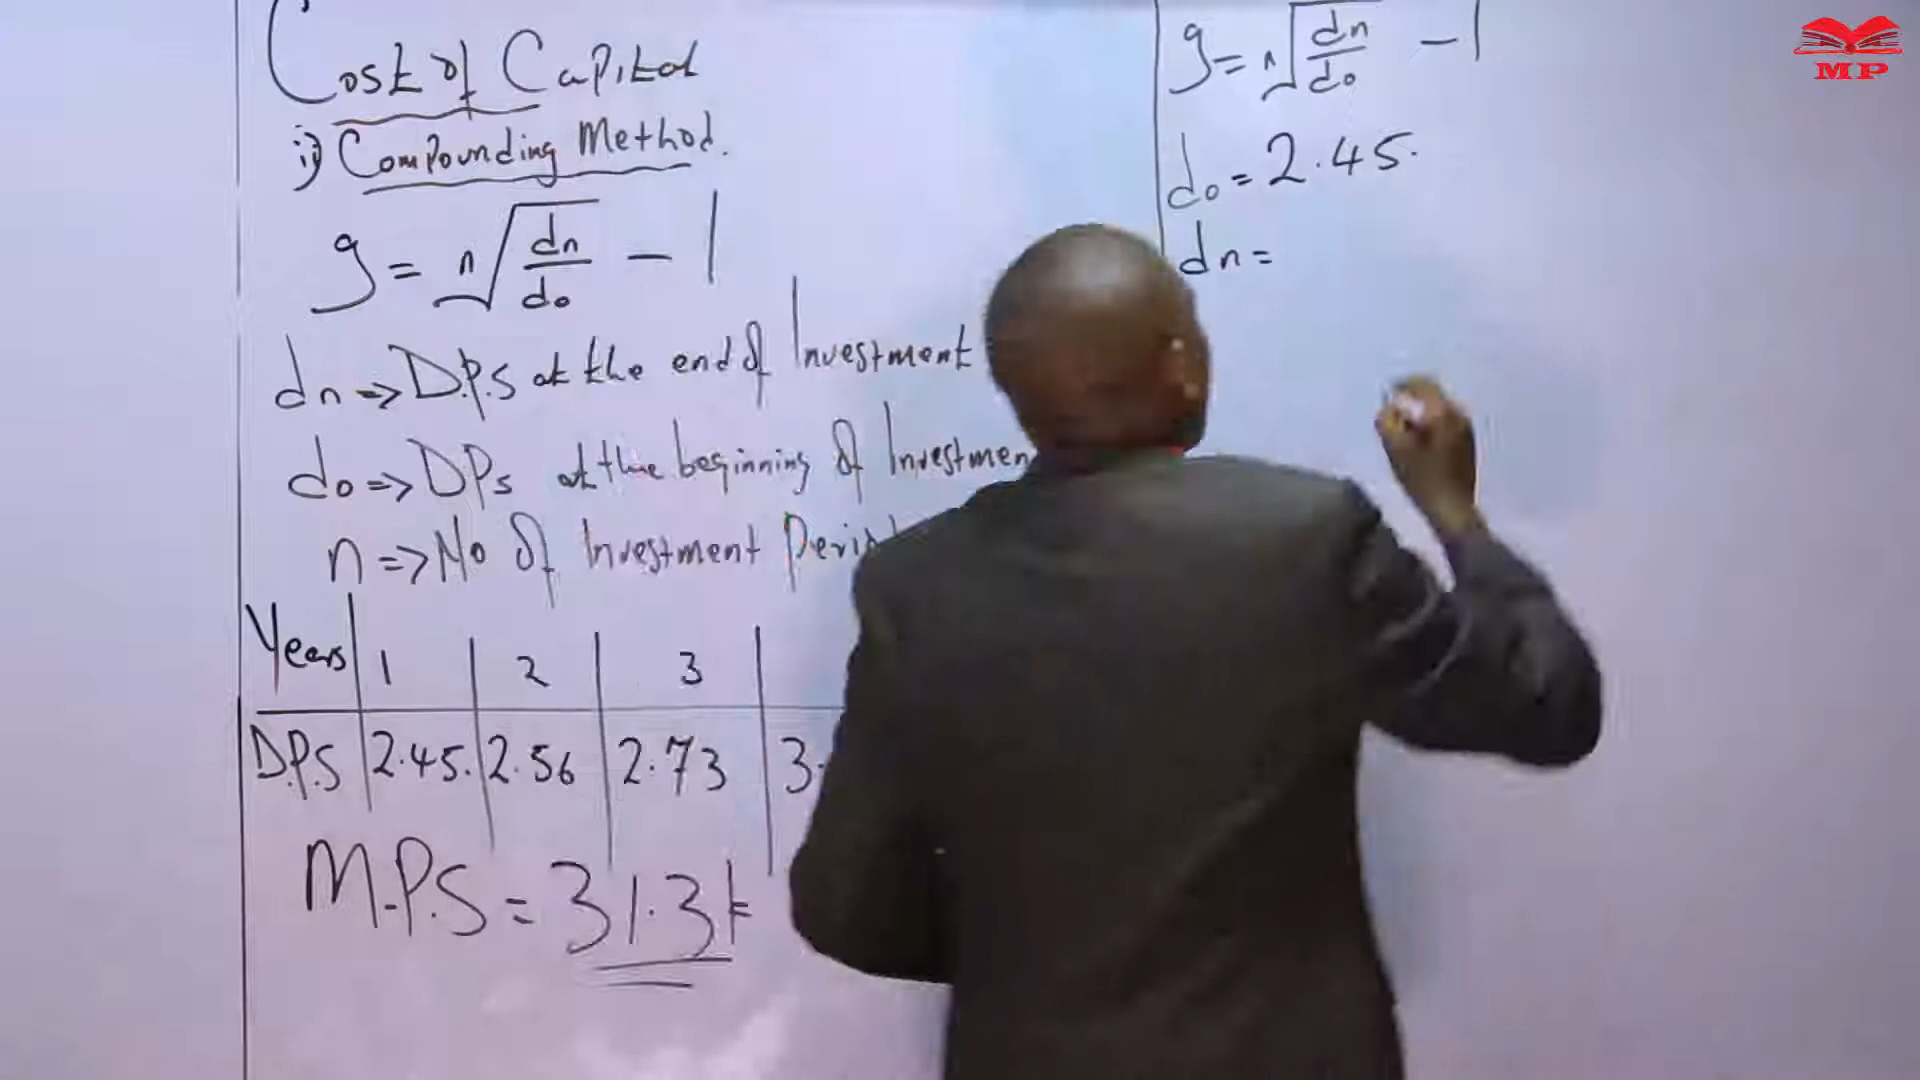 Cost of Capital
ii) Compounding Method.
g = n√dn/do - 1
dn => D.P.S at the end of Investment
do => DPs at the beginning of Investmen
n => No of Investment
Years 1 2 3
D.P.S 2.45. 2.56 2.73 3.
M.P.S = 31.3
g = n√dn/do - 1
do = 2.45.
dn =
MP